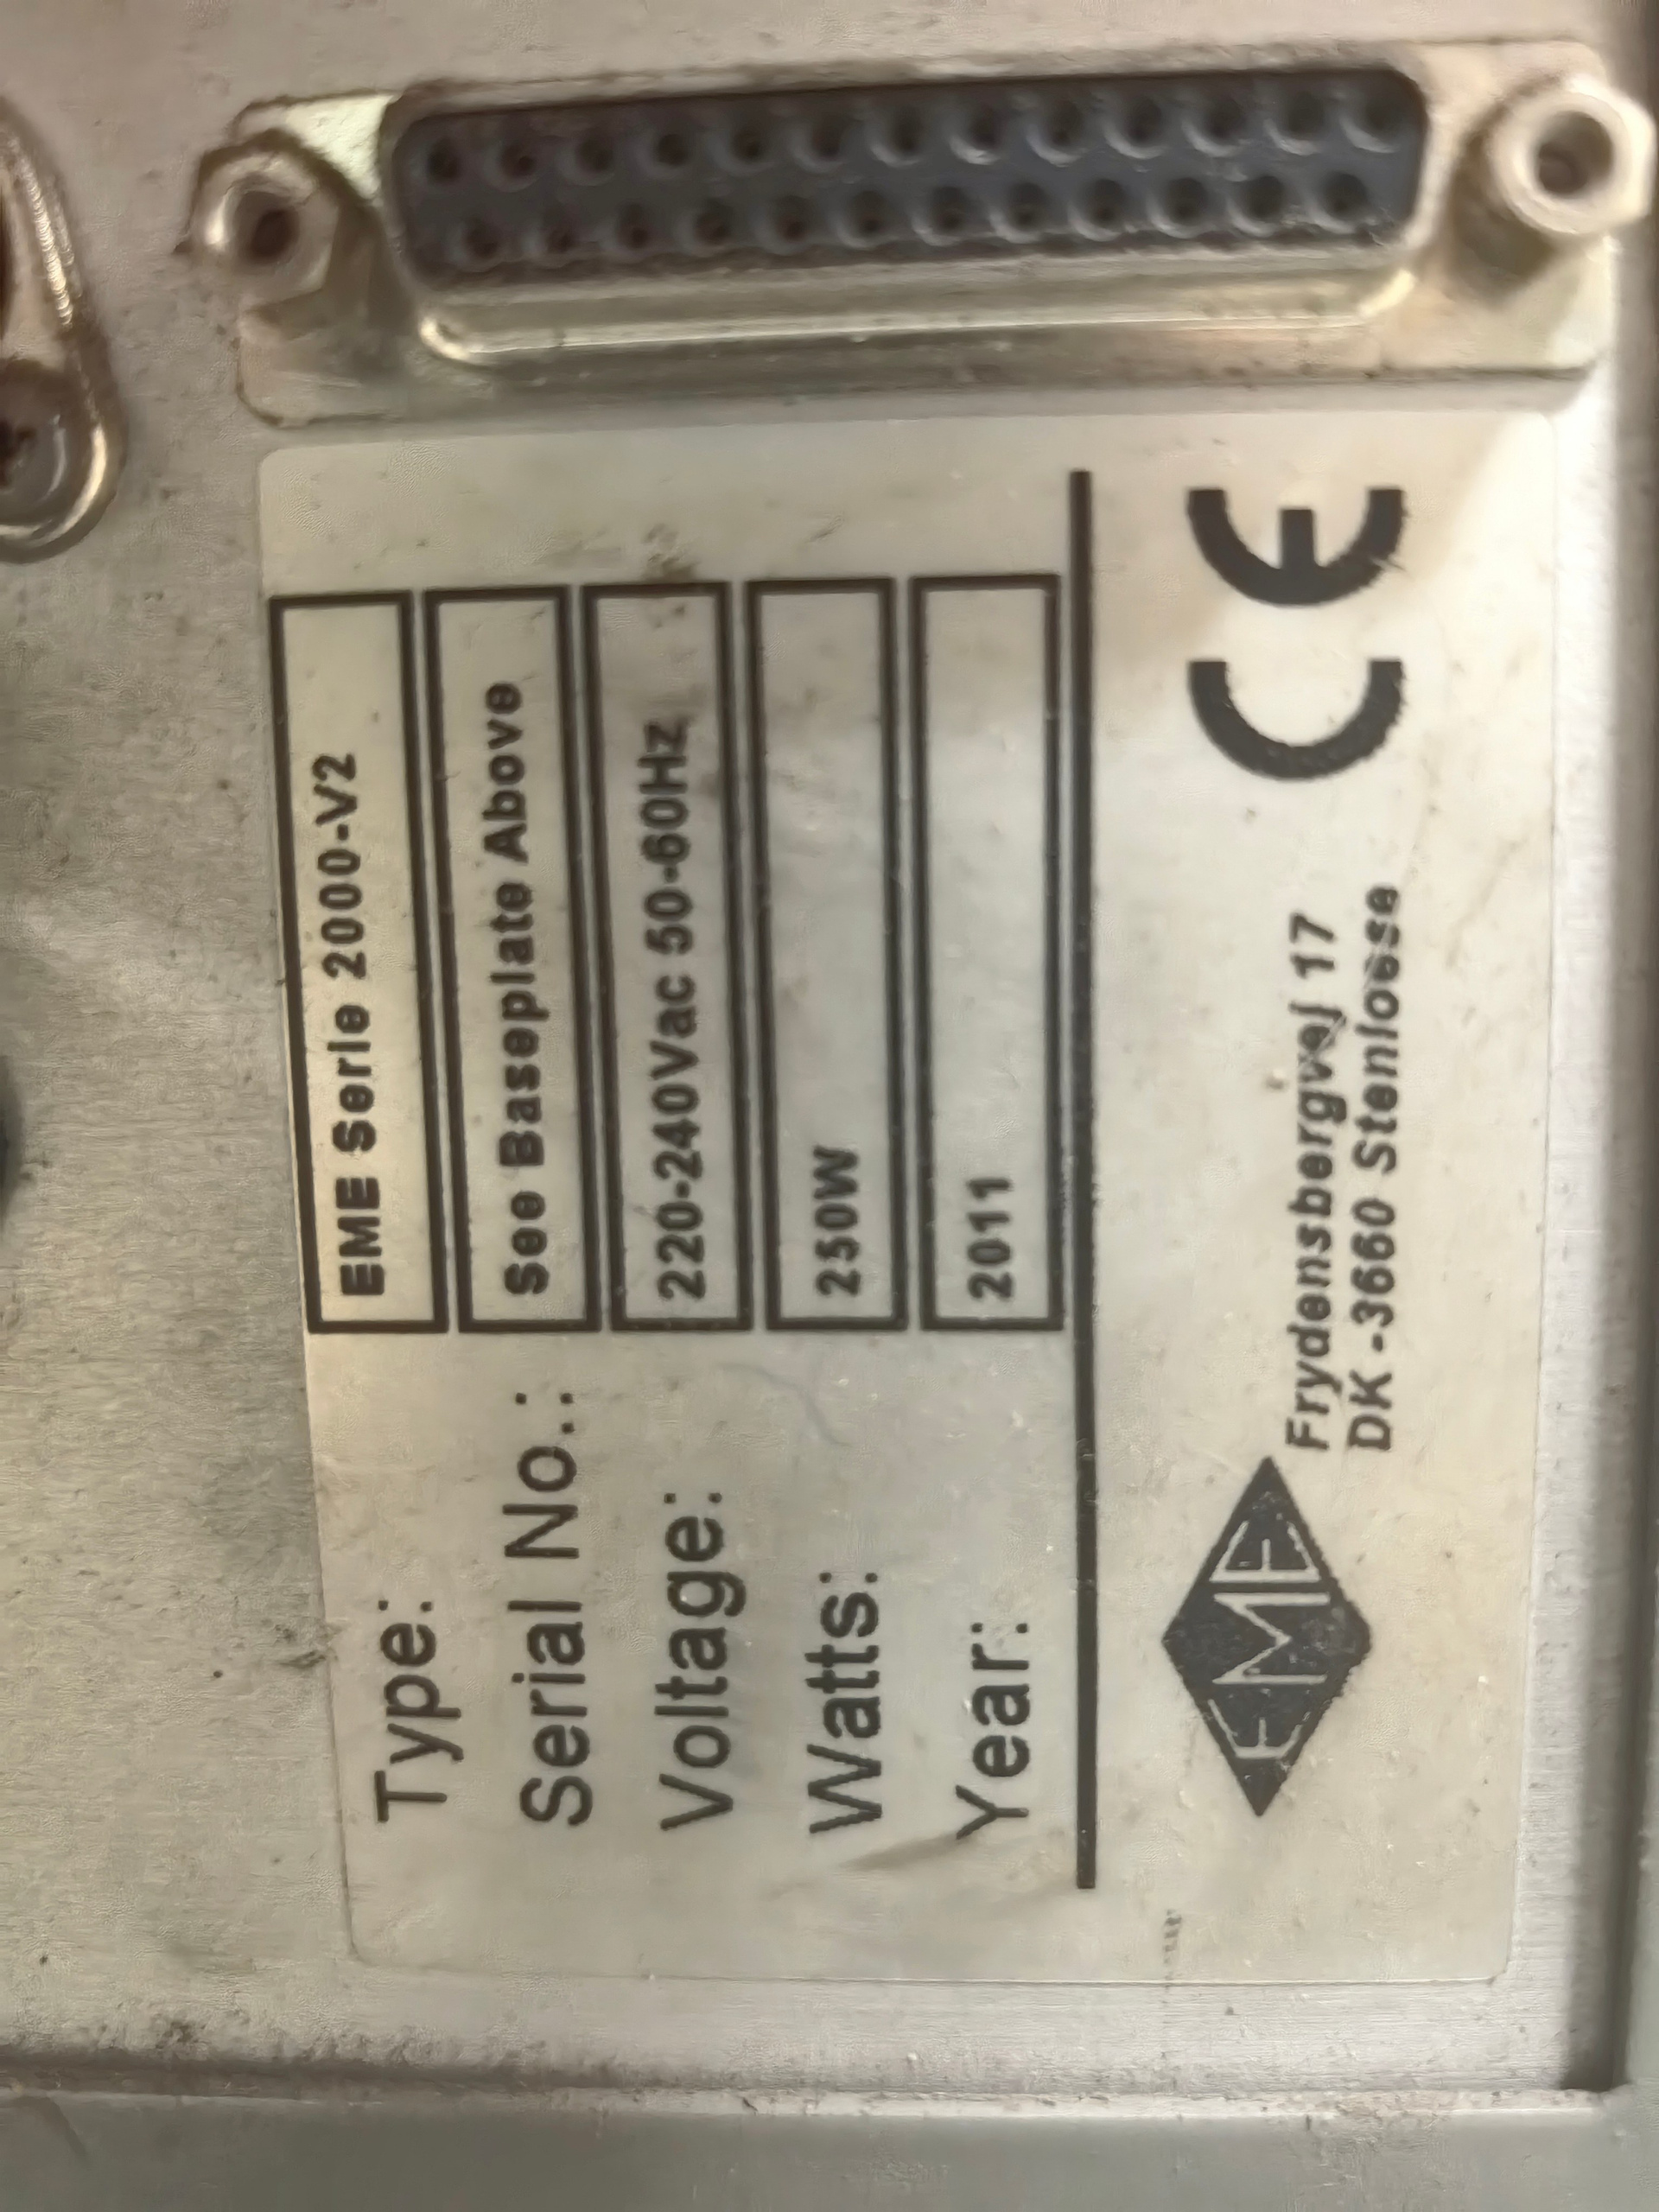 Type: EME Serie 2000-V2
Serial No.: See Baseplate Above
Voltage: 220-240Vac 50-60Hz
Watts: 250W
Year: 2011
EME
Frydensbergvej 17
DK -3660 Stenloese
CE